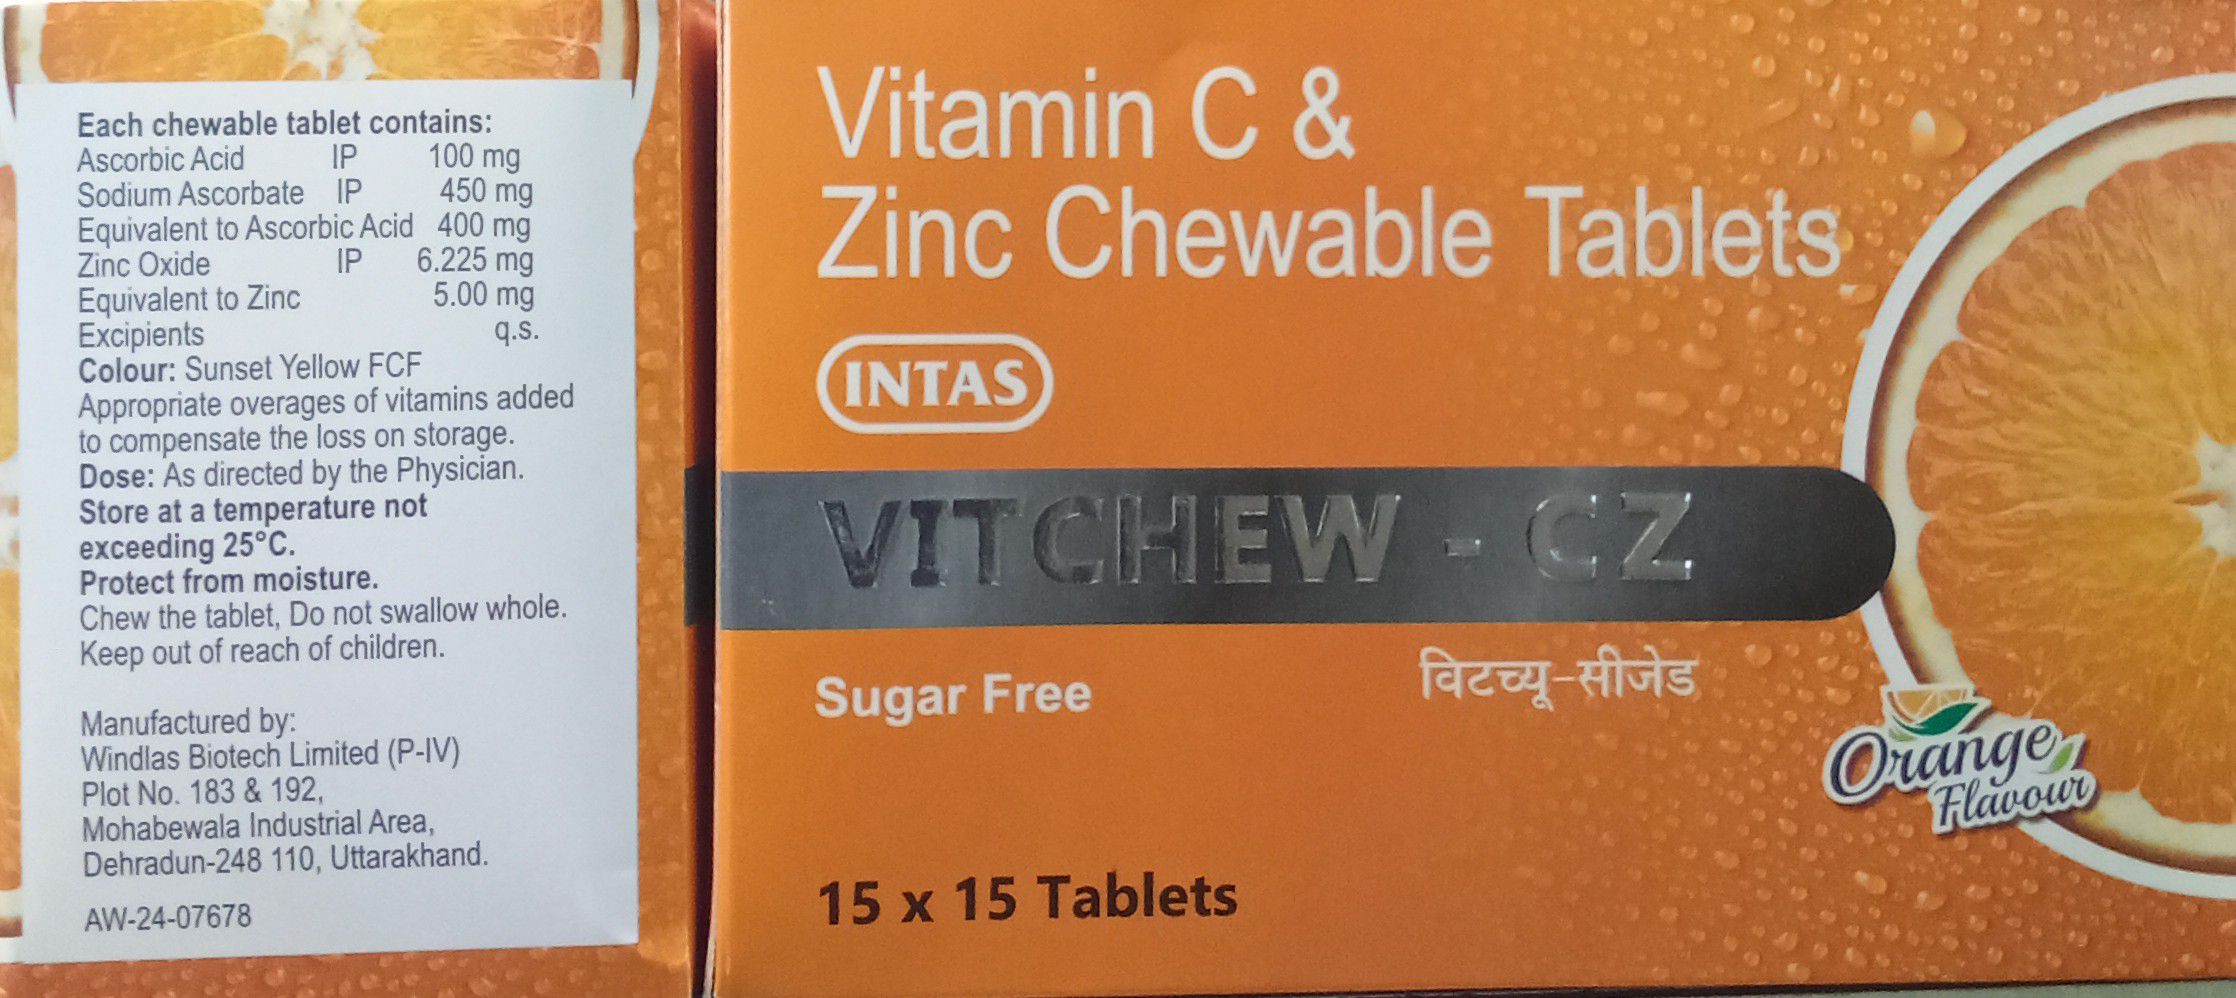 Each chewable tablet contains:
Ascorbic Acid IP 100 mg
Sodium Ascorbate IP 450 mg
Equivalent to Ascorbic Acid 400 mg
Zinc Oxide IP 6.225 mg
Equivalent to Zinc 5.00 mg
Excipients q.s.
Colour: Sunset Yellow FCF
Appropriate overages of vitamins added
to compensate the loss on storage.
Dose: As directed by the Physician.
Store at a temperature not
exceeding 25°C.
Protect from moisture.
Chew the tablet, Do not swallow whole.
Keep out of reach of children.
Manufactured by:
Windlas Biotech Limited (P-IV)
Plot No. 183 & 192,
Mohabewala Industrial Area,
Dehradun-248 110, Uttarakhand.
AW-24-07678
Vitamin C &
Zinc Chewable Tablets
INTAS
VITCHEW - CZ
Sugar Free
विटच्यू-सीजेड
Orange
Flavour
15 x 15 Tablets